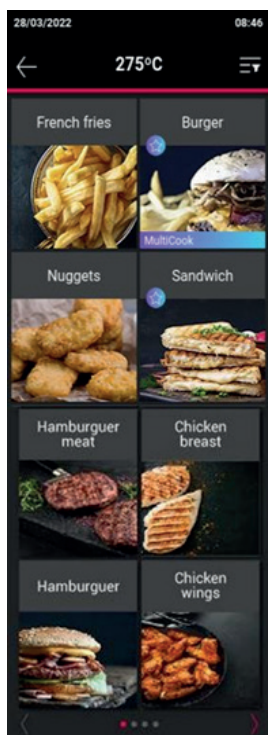 28/03/2022 08:46
275ºC
French fries Burger
MultiCook
Nuggets Sandwich
Hamburguer meat Chicken breast
Hamburguer Chicken wings